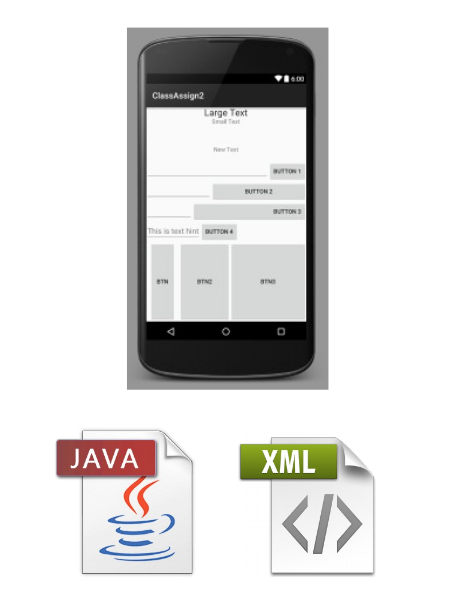 6:00
ClassAssign2
Large Text
Small Text
New Text
BUTTON 1
BUTTON 2
BUTTON 3
This is text hint BUTTON 4
BTN BTN2 BTN3
JAVA XML
</>